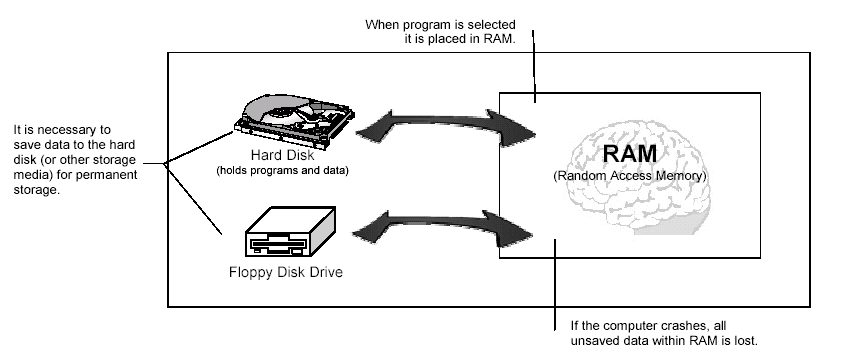 When program is selected
it is placed in RAM.
It is necessary to
save data to the hard
disk (or other storage
media) for permanent
storage.
Hard Disk
(holds programs and data)
RAM
(Random Access Memory)
Floppy Disk Drive
If the computer crashes, all
unsaved data within RAM is lost.